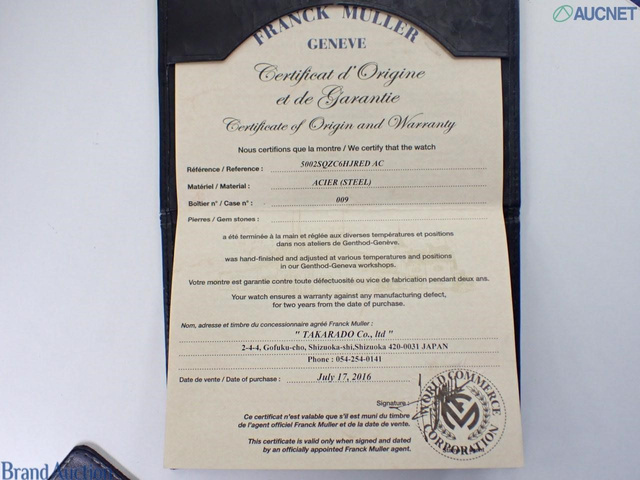 AUCNET
FRANCK MULLER
GENEVE
Certificat d'Origine
et de Garantie
Certificate of Origin and Warranty
Nous certifions que la montre / We certify that the watch
Référence / Reference : 5002SQZC6HJRED AC
Matériel / Material : ACIER (STEEL)
Boîtier n° / Case n° : 009
Pierres / Gem stones :
a été terminée à la main et réglée aux diverses températures et positions
dans nos ateliers de Genthod-Genève.
was hand-finished and adjusted at various temperatures and positions
in our Genthod-Geneva workshops.
Votre montre est garantie contre toute défectuosité ou vice de fabrication pendant deux ans.
Your watch ensures a warranty against any manufacturing defect,
for two years from the date of purchase.
Nom, adresse et timbre du concessionnaire agréé Franck Muller :
" TAKARADO Co., ltd "
2-4-4, Gofuku-cho, Shizuoka-shi,Shizuoka 420-0031 JAPAN
Phone : 054-254-0141
Date de vente / Date of purchase : July 17, 2016
Signature :
WORLD COMMERCE
CORPORATION
Ce certificat n'est valable que s'il est muni du timbre
de l'agent officiel Franck Muller et de la date de vente.
This certificate is valid only when signed and dated
by an officially appointed Franck Muller agent.
Brand Auction